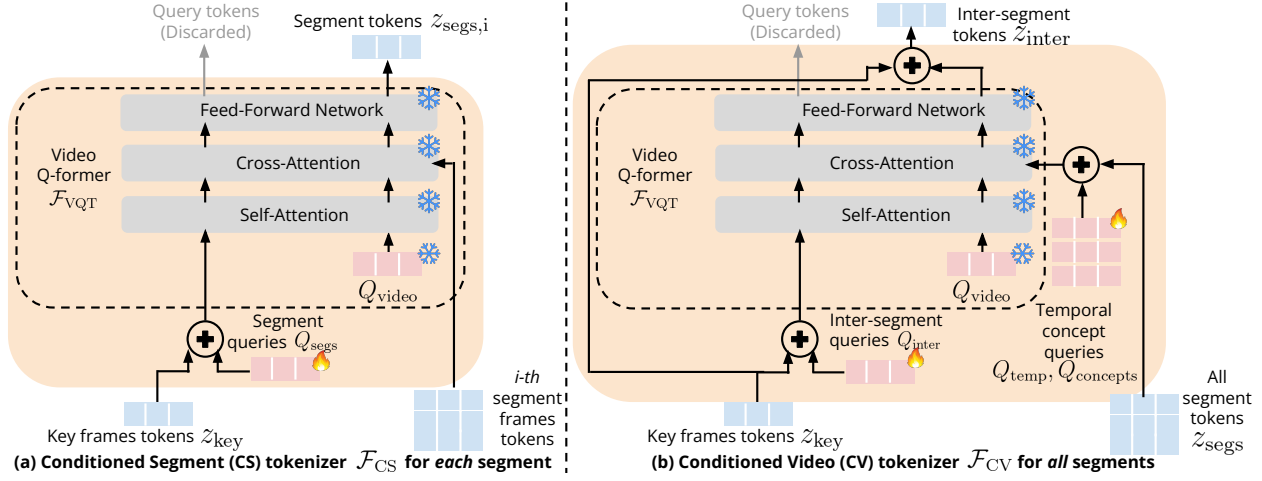 Query tokens
(Discarded)
Segment tokens z_segs,i
Feed-Forward Network
Cross-Attention
Self-Attention
Video
Q-former
F_VQT
Q_video
Segment
queries Q_segs
i-th
segment
frames
tokens
Key frames tokens z_key
(a) Conditioned Segment (CS) tokenizer F_CS for each segment
Query tokens
(Discarded)
Inter-segment
tokens z_inter
Feed-Forward Network
Cross-Attention
Self-Attention
Video
Q-former
F_VQT
Q_video
Inter-segment
queries Q_inter
Temporal
concept
queries
Q_temp, Q_concepts
All
segment
tokens
z_segs
Key frames tokens z_key
(b) Conditioned Video (CV) tokenizer F_CV for all segments